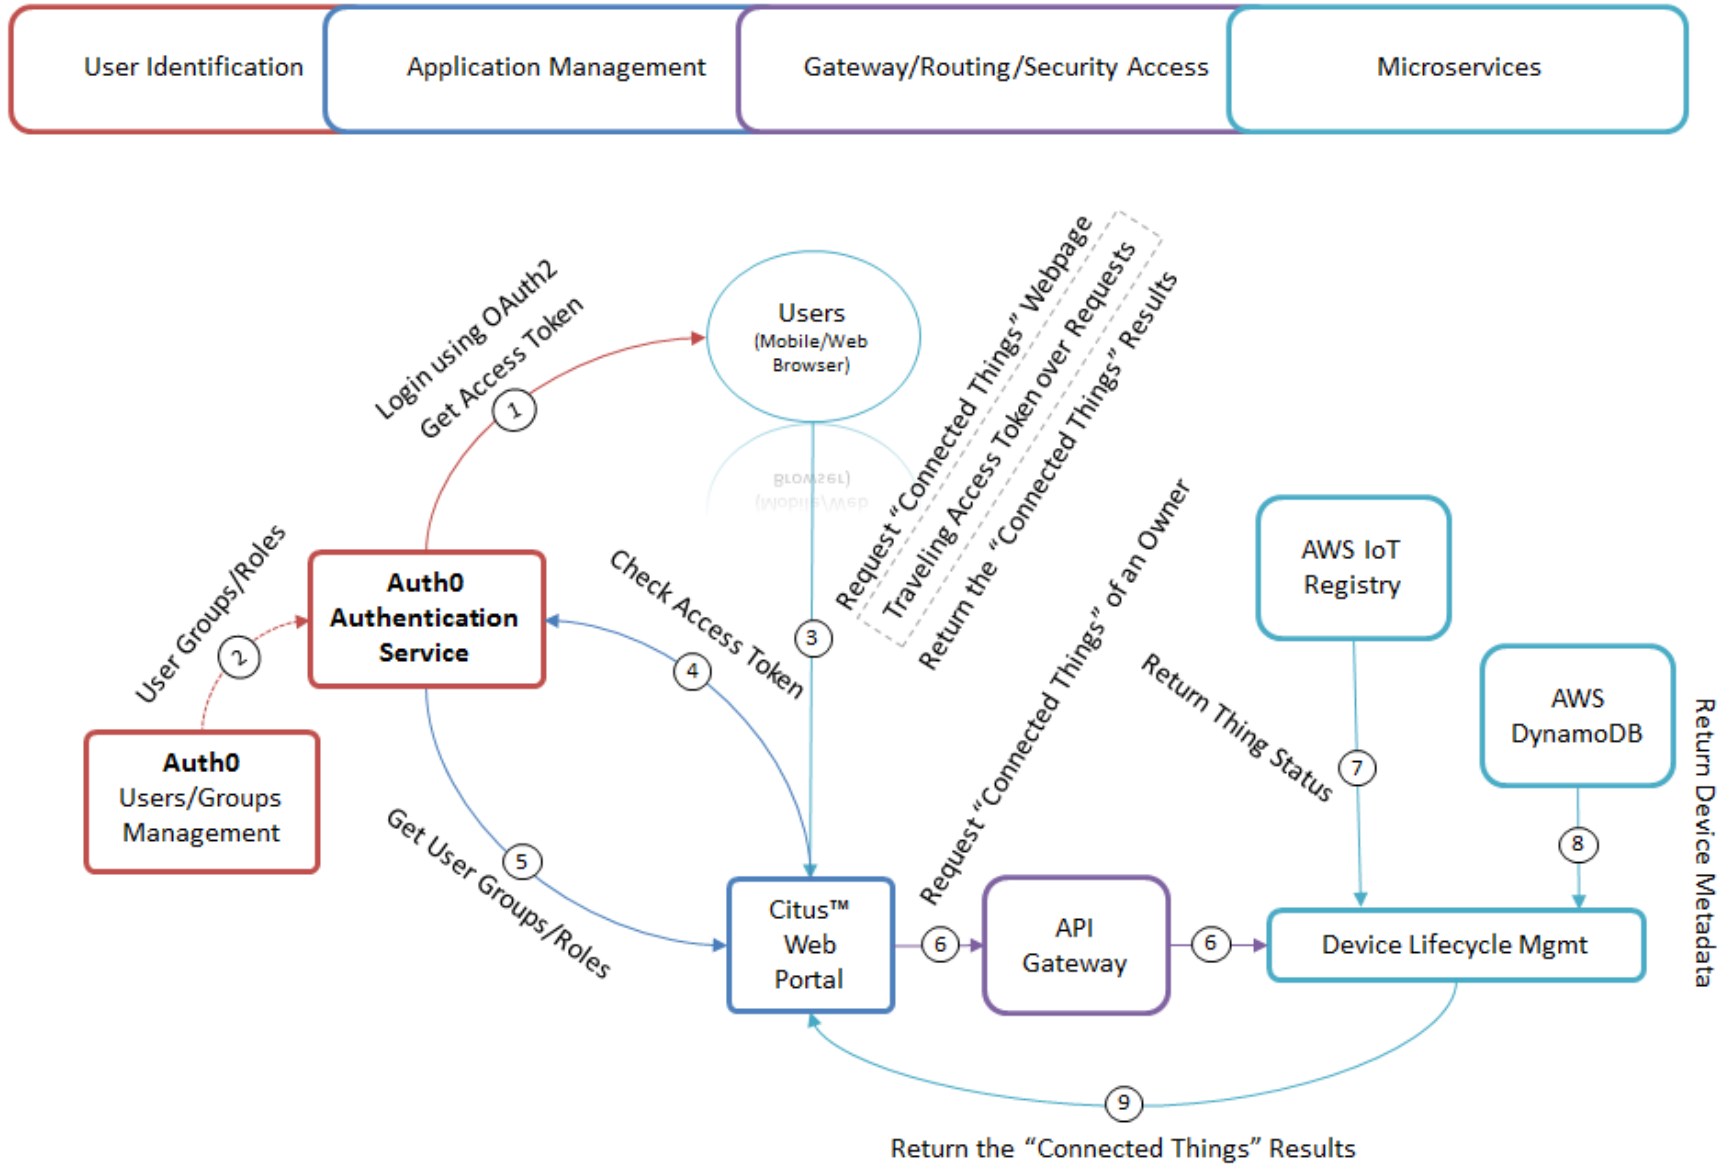 User Identification
Application Management
Gateway/Routing/Security Access
Microservices
Login using OAuth2
Get Access Token
1
Users
(Mobile/Web
Browser)
Browser)
(Mobile/Web
Request “Connected Things” Webpage
Traveling Access Token over Requests
Return the “Connected Things” Results
3
User Groups/Roles
2
Auth0
Authentication
Service
Check Access Token
4
Auth0
Users/Groups
Management
Get User Groups/Roles
5
Request “Connected Things” of an Owner
AWS IoT
Registry
Return Thing Status
7
AWS
DynamoDB
8
Return Device Metadata
Citus™
Web
Portal
6
API
Gateway
6
Device Lifecycle Mgmt
9
Return the “Connected Things” Results